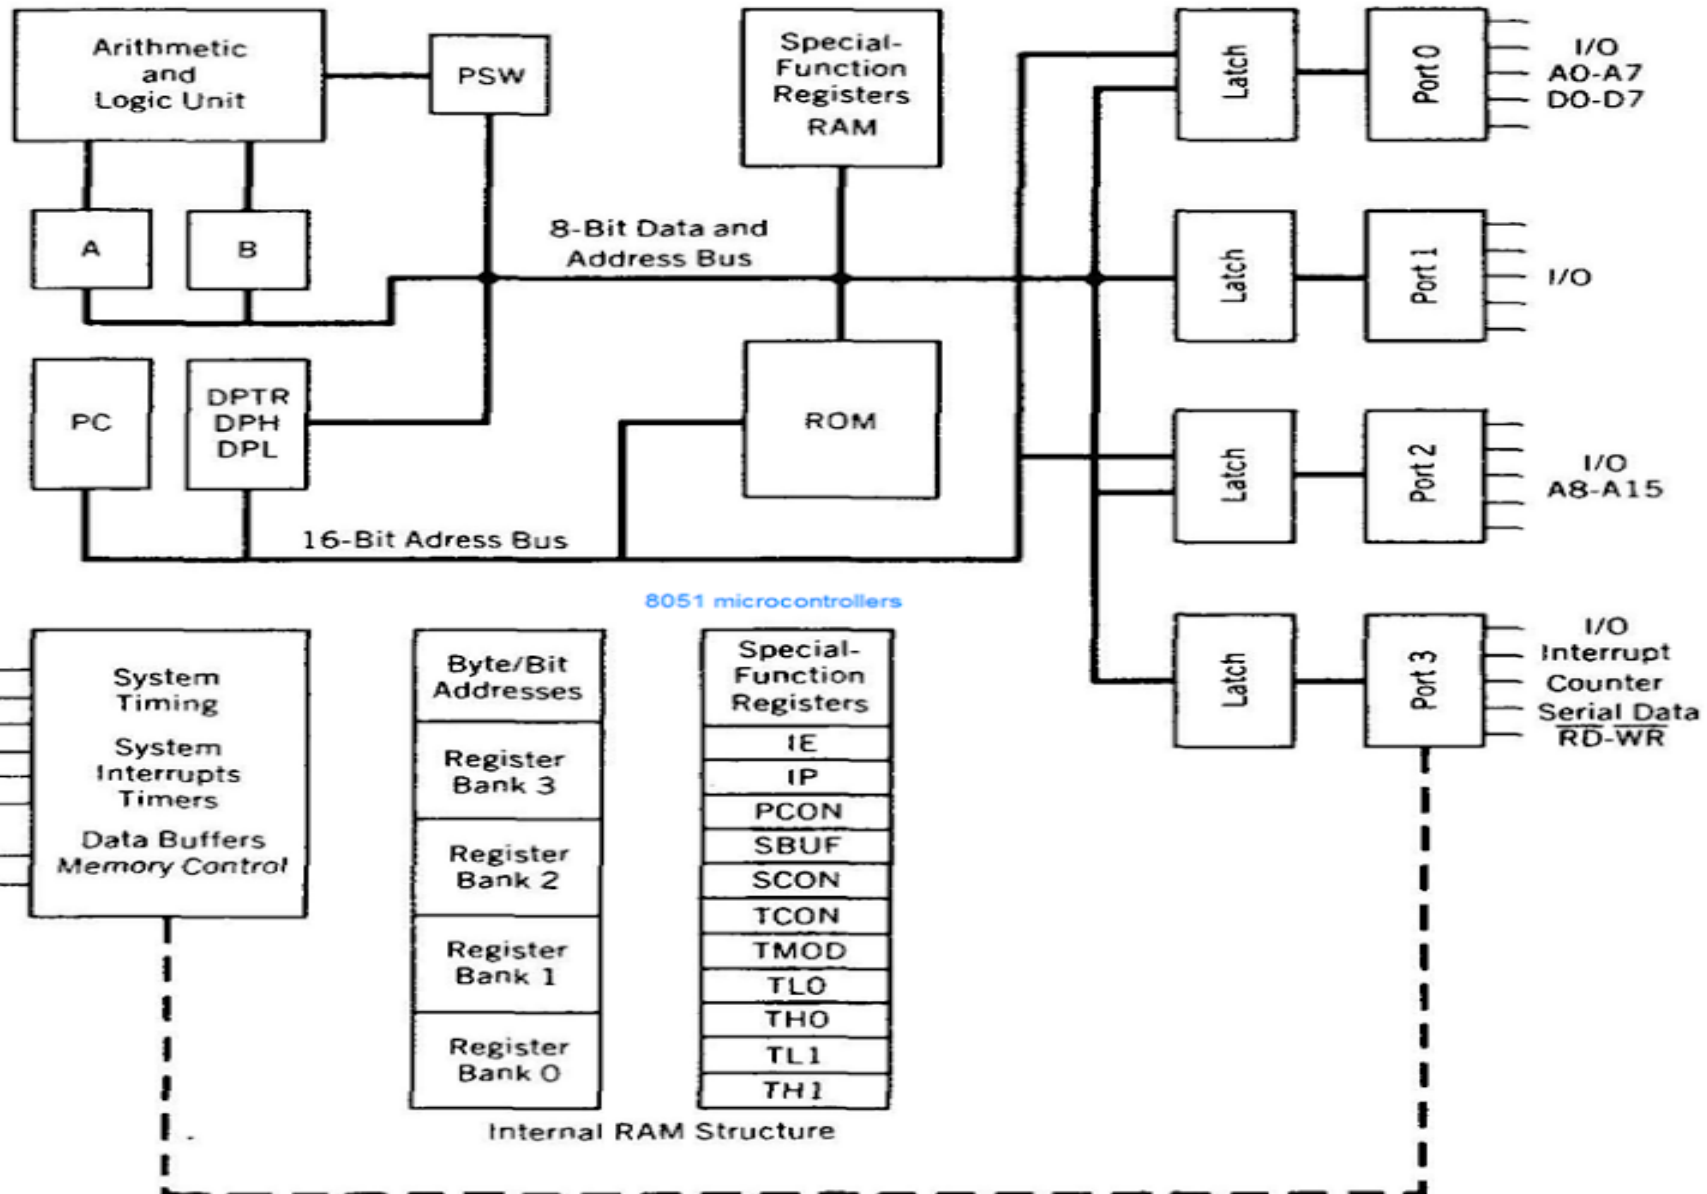 Arithmetic
and
Logic Unit
PSW
Special-
Function
Registers
RAM
Latch
Port 0
I/O
A0-A7
D0-D7
A
B
8-Bit Data and
Address Bus
Latch
Port 1
I/O
PC
DPTR
DPH
DPL
ROM
Latch
Port 2
I/O
A8-A15
16-Bit Adress Bus
8051 microcontrollers
Latch
Port 3
I/O
Interrupt
Counter
Serial Data
RD-WR
System
Timing
System
Interrupts
Timers
Data Buffers
Memory Control
Byte/Bit
Addresses
Register
Bank 3
Register
Bank 2
Register
Bank 1
Register
Bank 0
Special-
Function
Registers
IE
IP
PCON
SBUF
SCON
TCON
TMOD
TL0
TH0
TL1
TH1
Internal RAM Structure